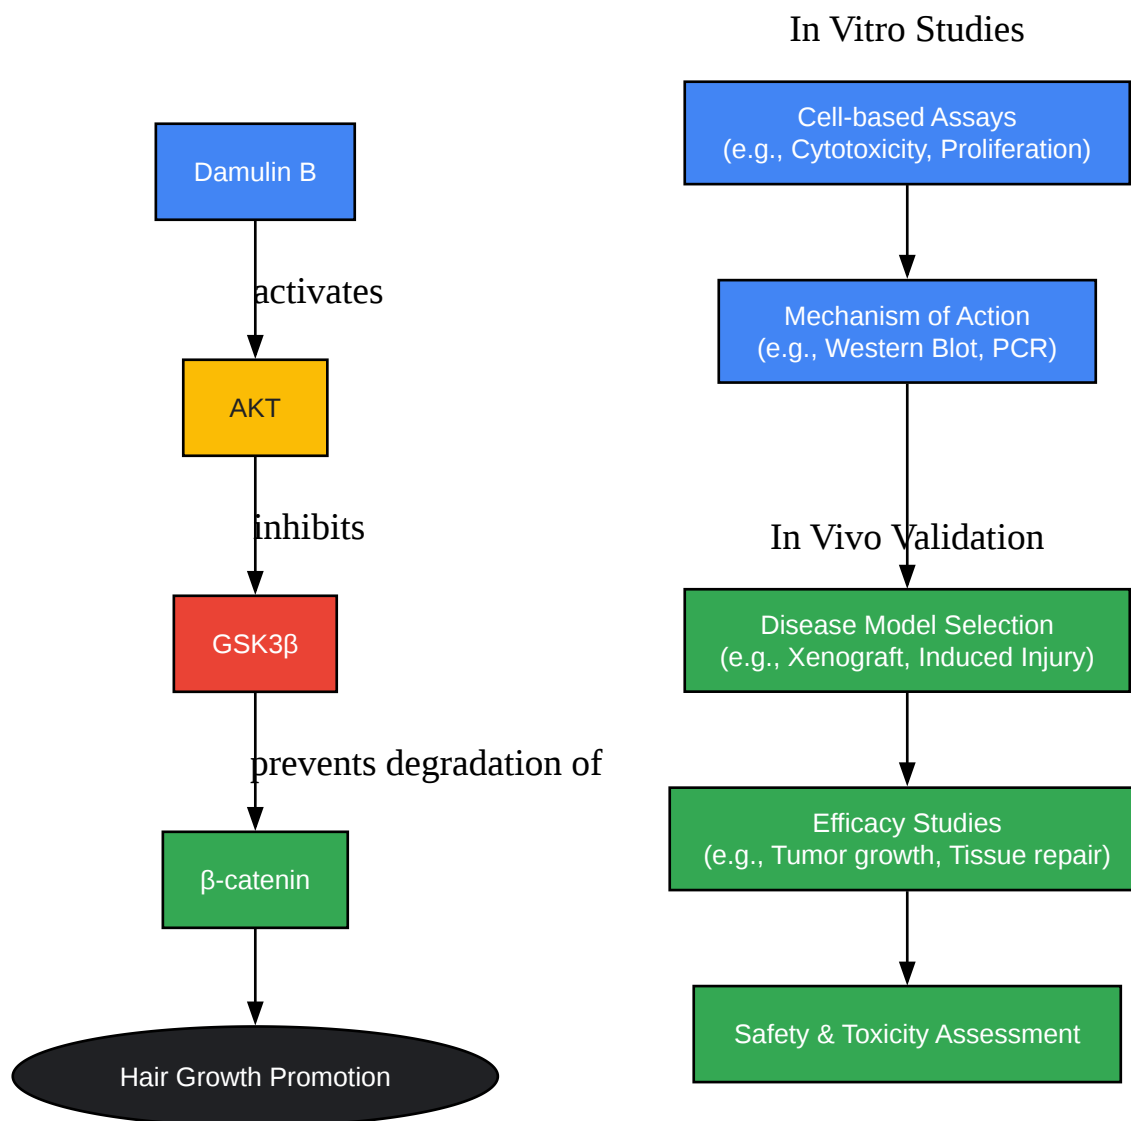 Damulin B
activates
AKT
inhibits
GSK3β
prevents degradation of
β-catenin
Hair Growth Promotion
In Vitro Studies
Cell-based Assays
(e.g., Cytotoxicity, Proliferation)
Mechanism of Action
(e.g., Western Blot, PCR)
In Vivo Validation
Disease Model Selection
(e.g., Xenograft, Induced Injury)
Efficacy Studies
(e.g., Tumor growth, Tissue repair)
Safety & Toxicity Assessment